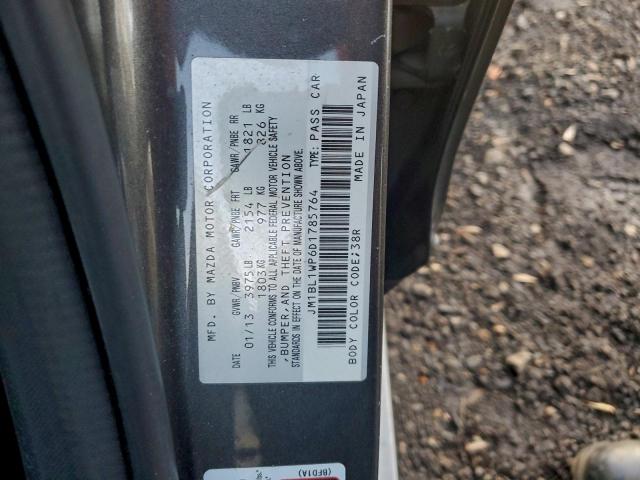 MFD. BY MAZDA MOTOR CORPORATION
GVWR/PNBV GAWR/PNBE FRT GAWR/PNBE RR
DATE 01/13 3975LB 2154 LB 1821 LB
1803KG 977 KG 826 KG
THIS VEHICLE CONFORMS TO ALL APPLICABLE FEDERAL MOTOR VEHICLE SAFETY
,BUMPER,AND THEFT PREVENTION
STANDARDS IN EFFECT ON THE DATE OF MANUFACTURE SHOWN ABOVE.
JM1BL1WP6D1785764 TYPE: PASS CAR
BODY COLOR CODE;38R MADE IN JAPAN
(BFD1A)